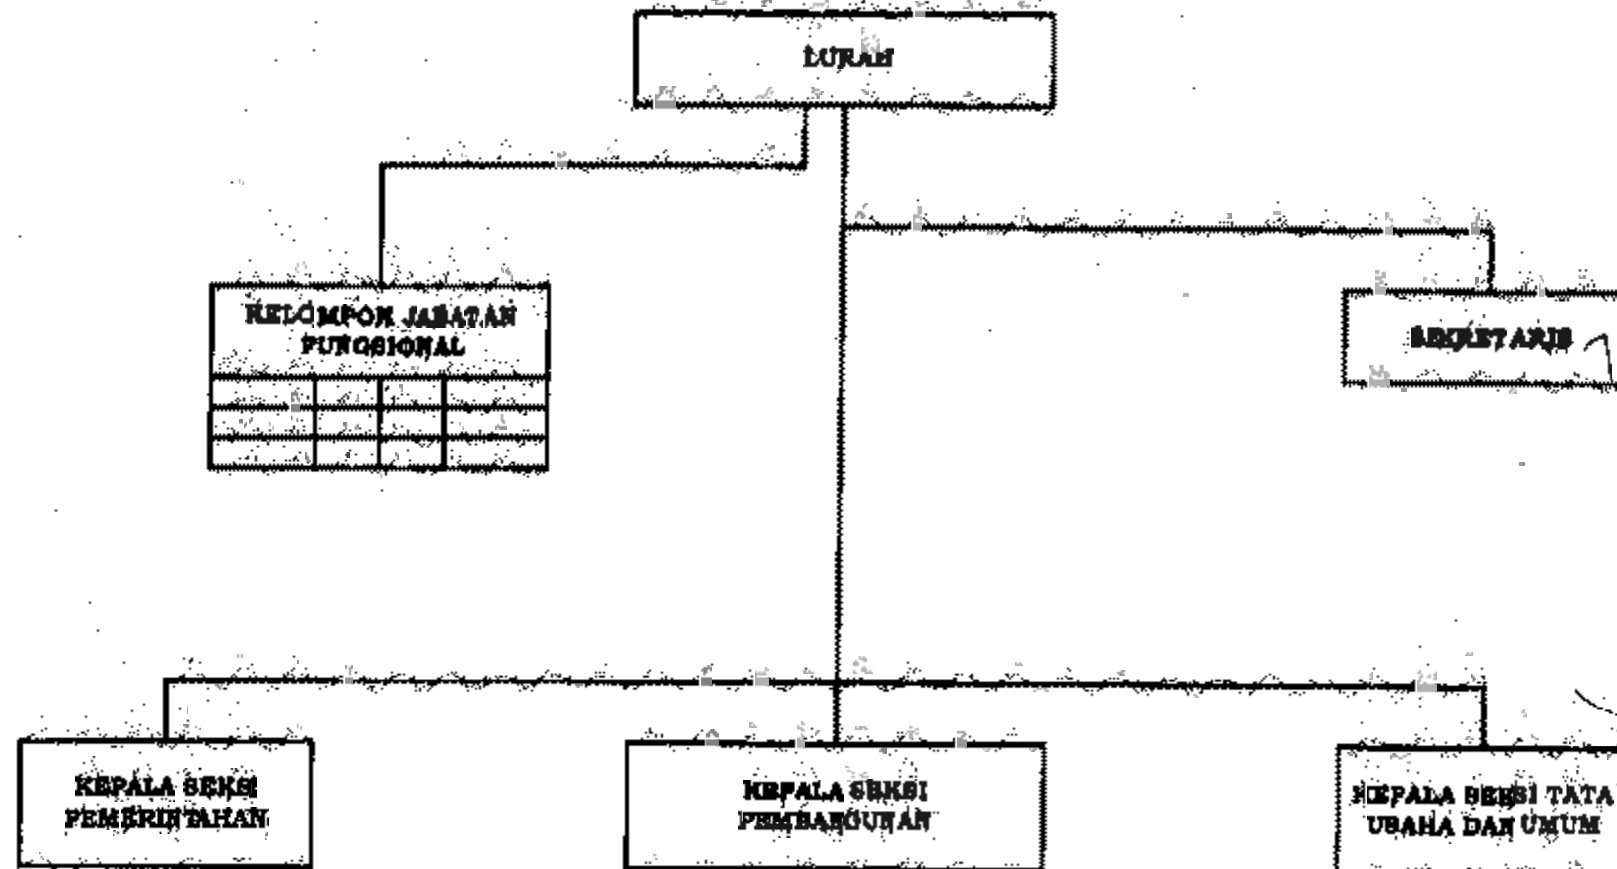 LURAH
KELOMPOK JABATAN
FUNGSIONAL
SEKRETARIS
KEPALA SEKSI
PEMERINTAHAN
KEPALA SEKSI
PEMBANGUNAN
KEPALA SEKSI TATA
USAHA DAN UMUM